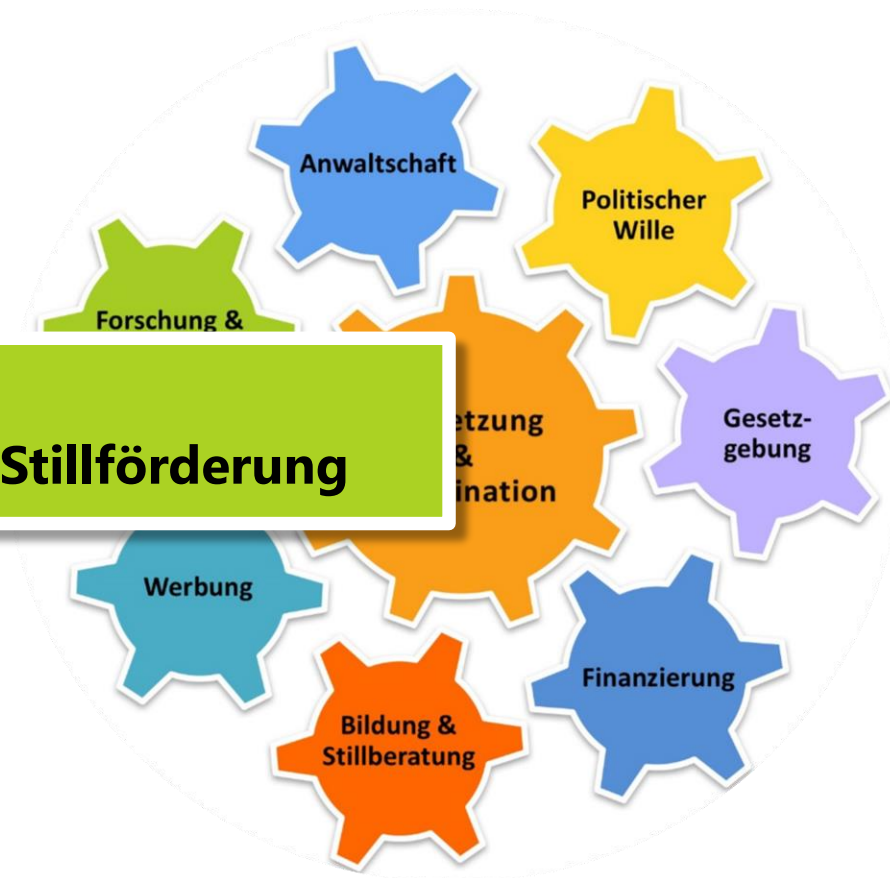 Anwaltschaft
Politischer
Wille
Forschung &
Stillförderung
etzung
&
ination
Gesetz-
gebung
Werbung
Finanzierung
Bildung &
Stillberatung